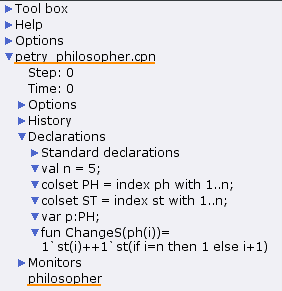 Tool box
Help
Options
petry_philosopher.cpn
Step: 0
Time: 0
Options
History
Declarations
Standard declarations
val n = 5;
colset PH = index ph with 1..n;
colset ST = index st with 1..n;
var p:PH;
fun ChangeS(ph(i))=
1`st(i)++1`st(if i=n then 1 else i+1)
Monitors
philosopher